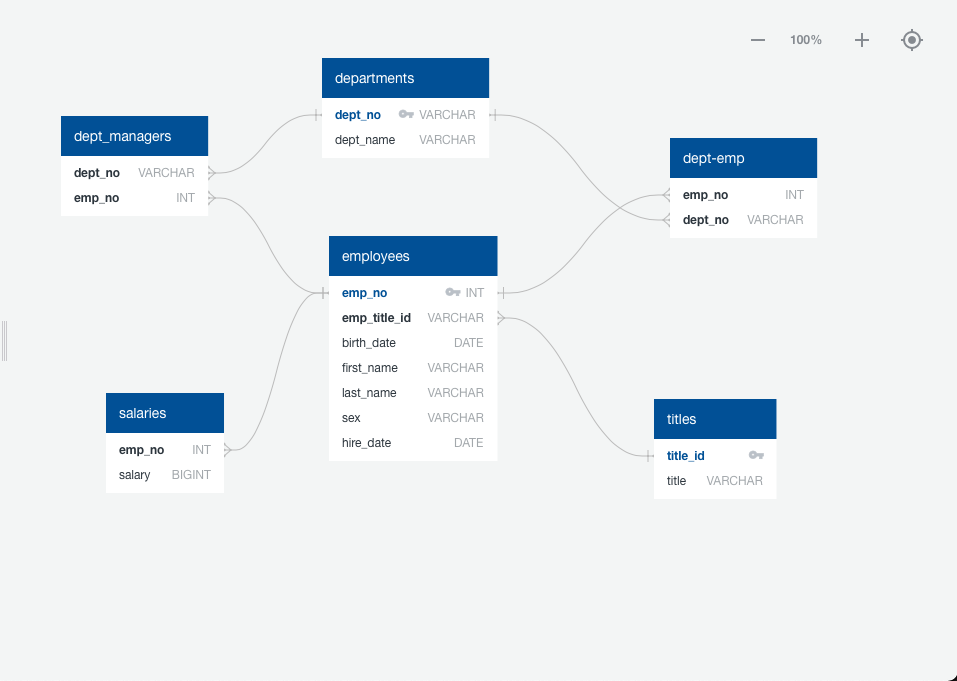 100%
departments
dept_no VARCHAR
dept_name VARCHAR
dept_managers
dept_no VARCHAR
emp_no INT
dept-emp
emp_no INT
dept_no VARCHAR
employees
emp_no INT
emp_title_id VARCHAR
birth_date DATE
first_name VARCHAR
last_name VARCHAR
sex VARCHAR
hire_date DATE
salaries
emp_no INT
salary BIGINT
titles
title_id
title VARCHAR